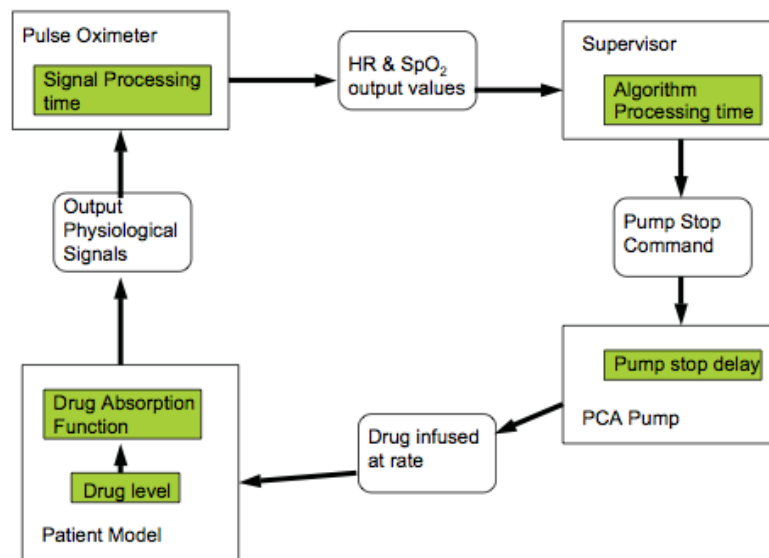 Pulse Oximeter
Signal Processing
time
HR & SpO₂
output values
Supervisor
Algorithm
Processing time
Output
Physiological
Signals
Pump Stop
Command
Pump stop delay
PCA Pump
Drug infused
at rate
Drug Absorption
Function
Drug level
Patient Model